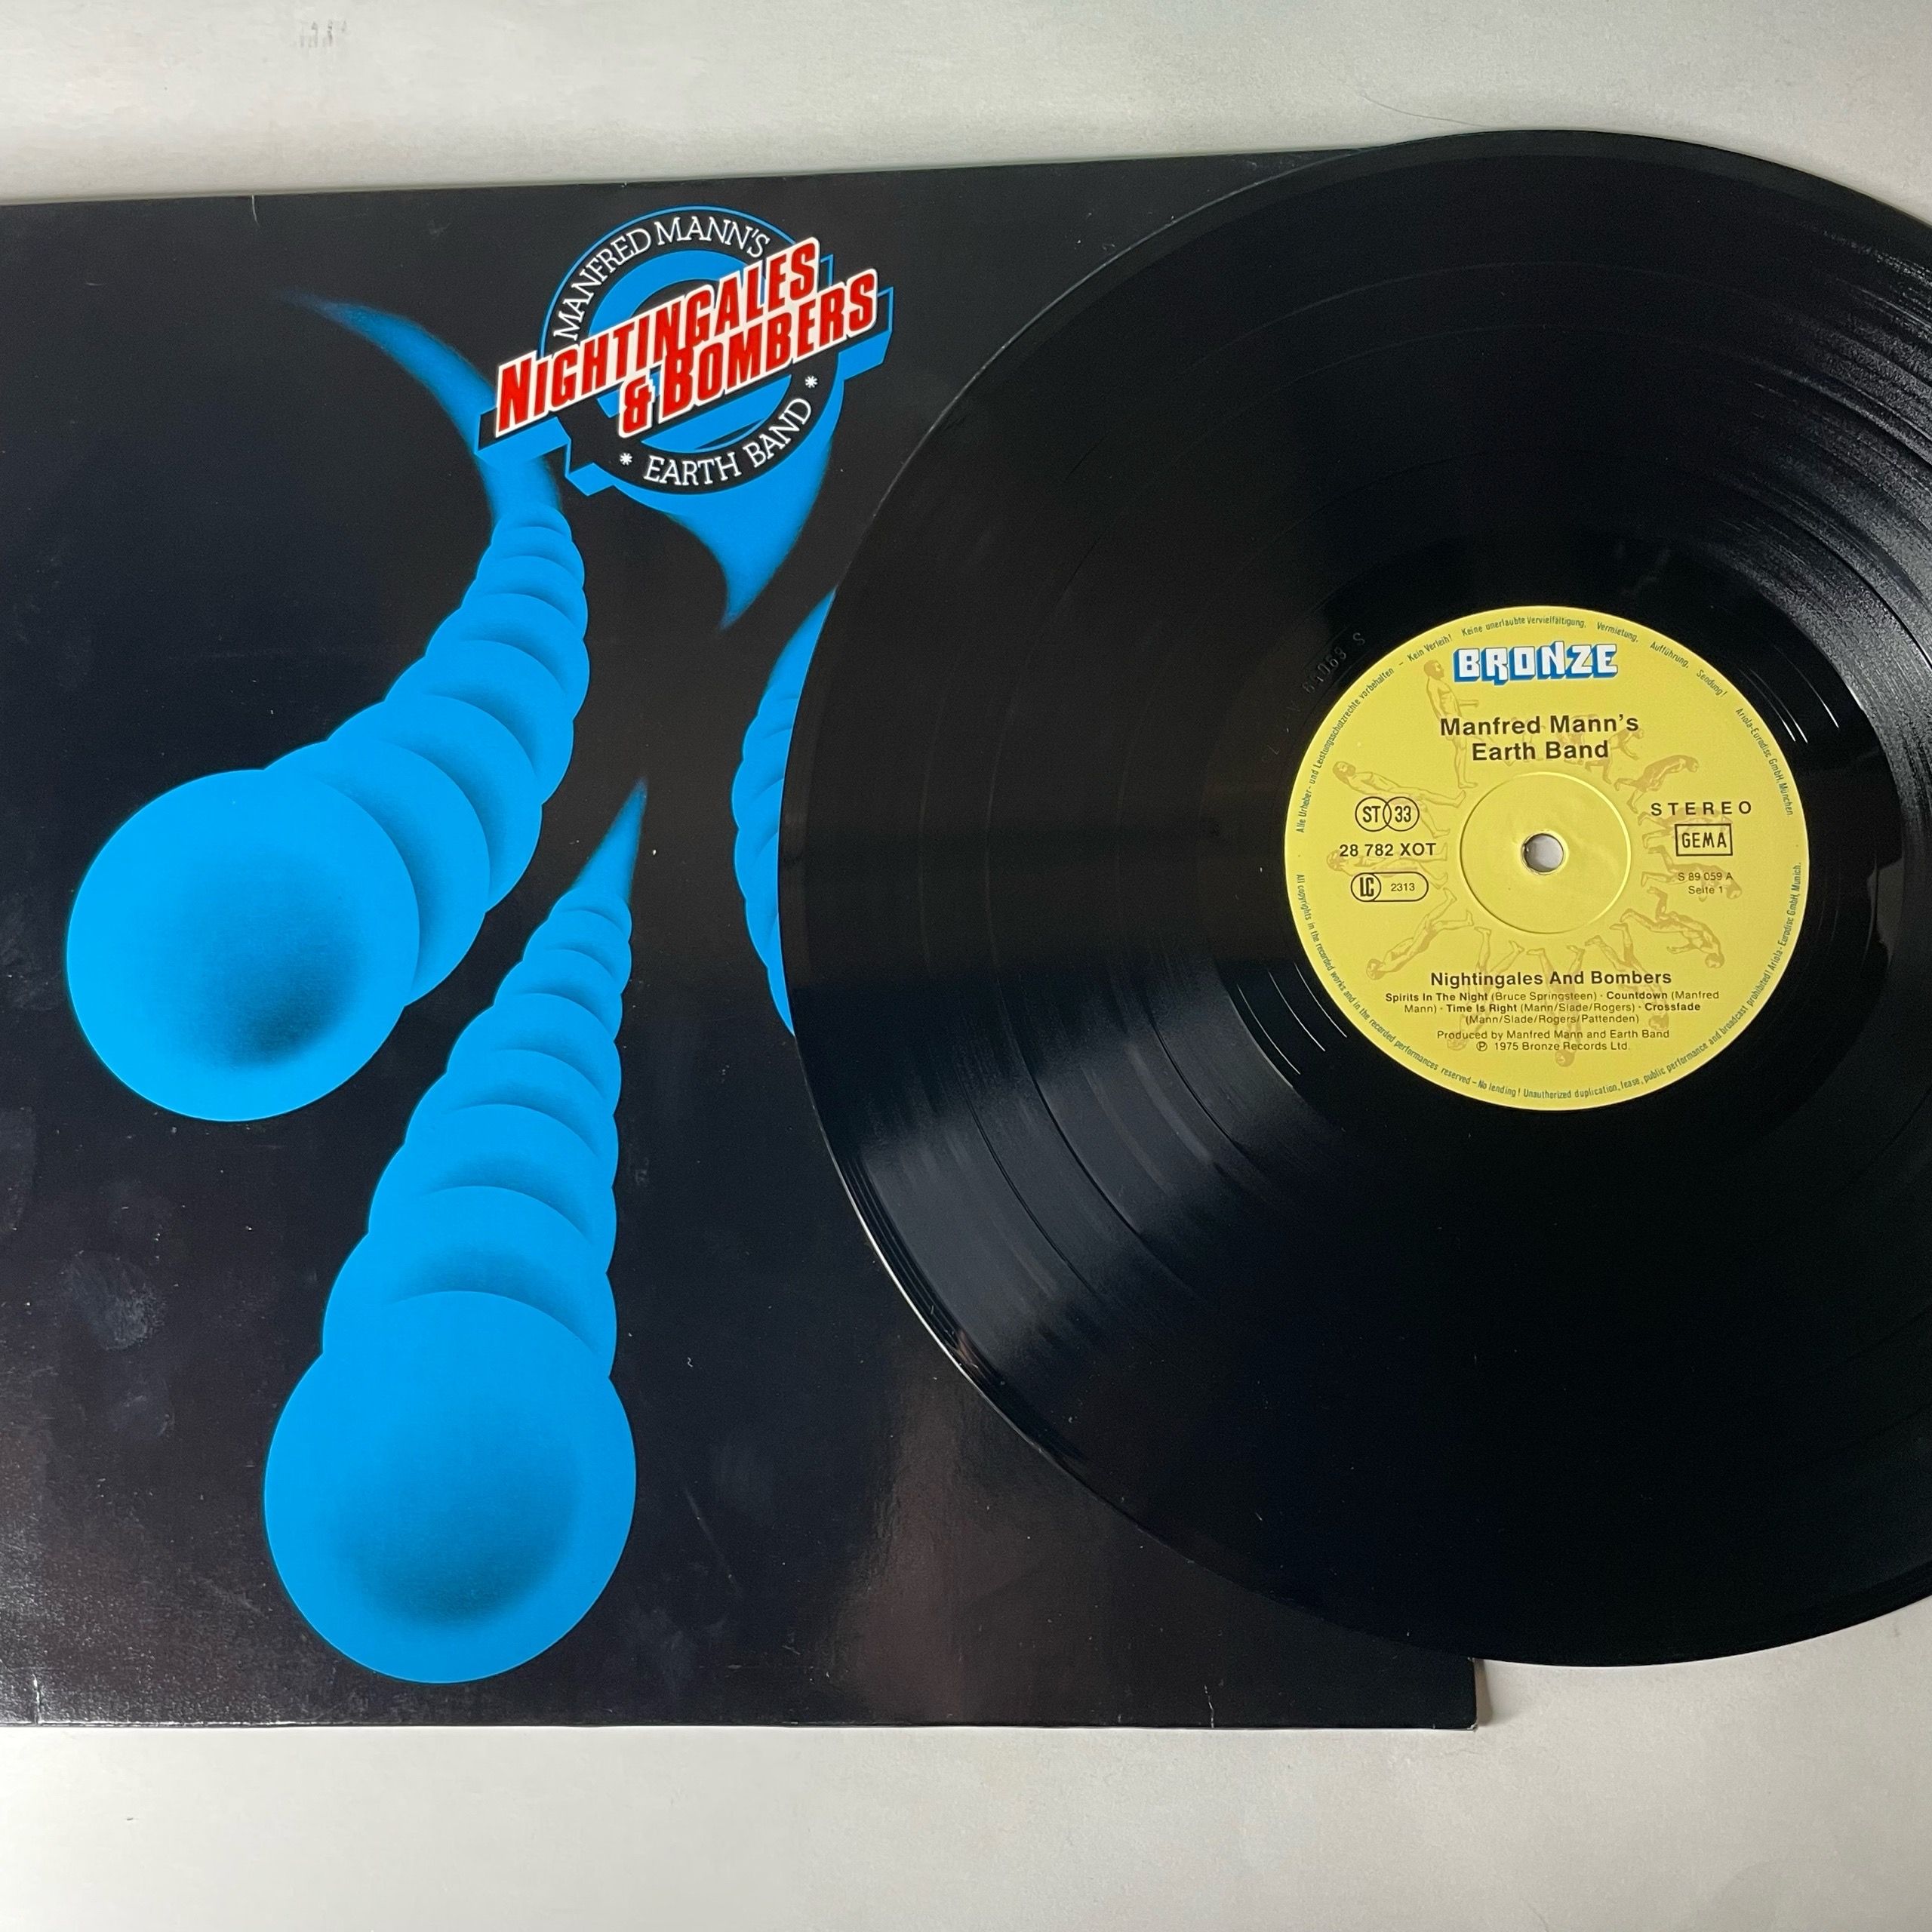 MANFRED MANN'S
NIGHTINGALES
& BOMBERS
* EARTH BAND *
Alle Urheber- und Leistungsschutzrechte vorbehalten - Kein Verleih! Keine unerlaubte Vervielfältigung, Vermietung, Aufführung, Sendung! Ariola-Eurodisc GmbH, München
BRONZE
Manfred Mann's
Earth Band
ST 33
STEREO
28 782 XOT
GEMA
LC 2313
S 89 059 A
Seite 1
Nightingales And Bombers
Spirits In The Night (Bruce Springsteen) · Countdown (Manfred
Mann) · Time Is Right (Mann/Slade/Rogers) · Crossfade
(Mann/Slade/Rogers/Pattenden)
Produced by Manfred Mann and Earth Band
℗ 1975 Bronze Records Ltd.
All copyrights in the recorded works and in the recorded performances reserved - No lending! Unauthorized duplication, lease, public performance and broadcast prohibited! Ariola-Eurodisc GmbH, Munich.